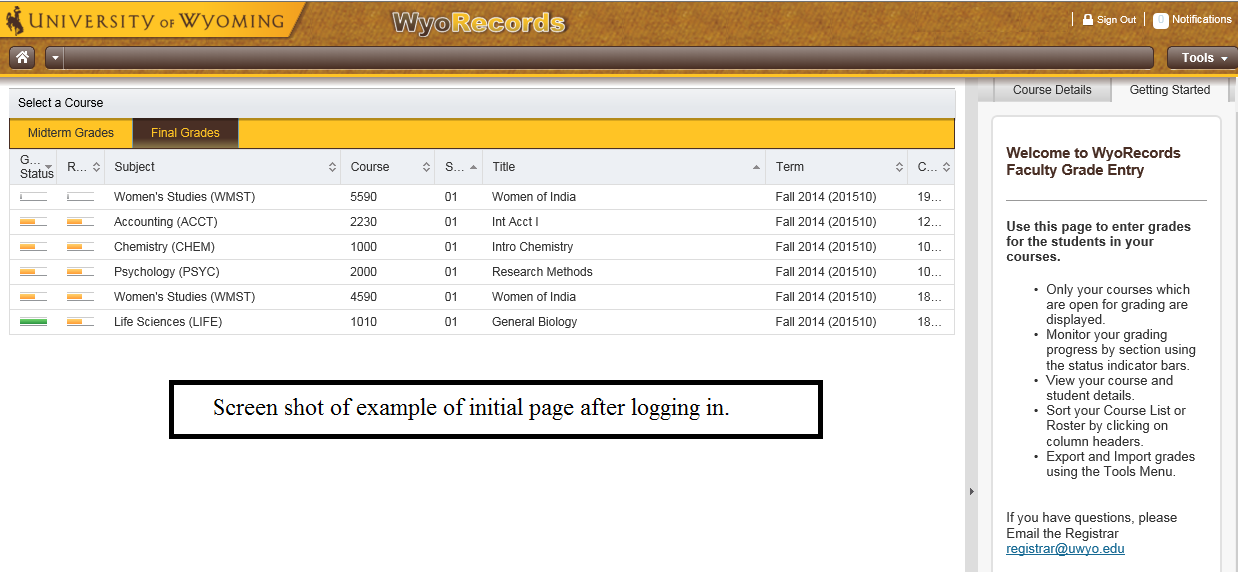 UNIVERSITY OF WYOMING
WyoRecords
Sign Out
0 Notifications
Tools
Select a Course
Midterm Grades Final Grades
G... Status R... Subject Course S... Title Term C...
Women's Studies (WMST) 5590 01 Women of India Fall 2014 (201510) 19...
Accounting (ACCT) 2230 01 Int Acct I Fall 2014 (201510) 12...
Chemistry (CHEM) 1000 01 Intro Chemistry Fall 2014 (201510) 10...
Psychology (PSYC) 2000 01 Research Methods Fall 2014 (201510) 10...
Women's Studies (WMST) 4590 01 Women of India Fall 2014 (201510) 18...
Life Sciences (LIFE) 1010 01 General Biology Fall 2014 (201510) 18...
Screen shot of example of initial page after logging in.
Course Details Getting Started
Welcome to WyoRecords
Faculty Grade Entry
Use this page to enter grades
for the students in your
courses.
• Only your courses which
are open for grading are
displayed.
• Monitor your grading
progress by section using
the status indicator bars.
• View your course and
student details.
• Sort your Course List or
Roster by clicking on
column headers.
• Export and Import grades
using the Tools Menu.
If you have questions, please
Email the Registrar
registrar@uwyo.edu